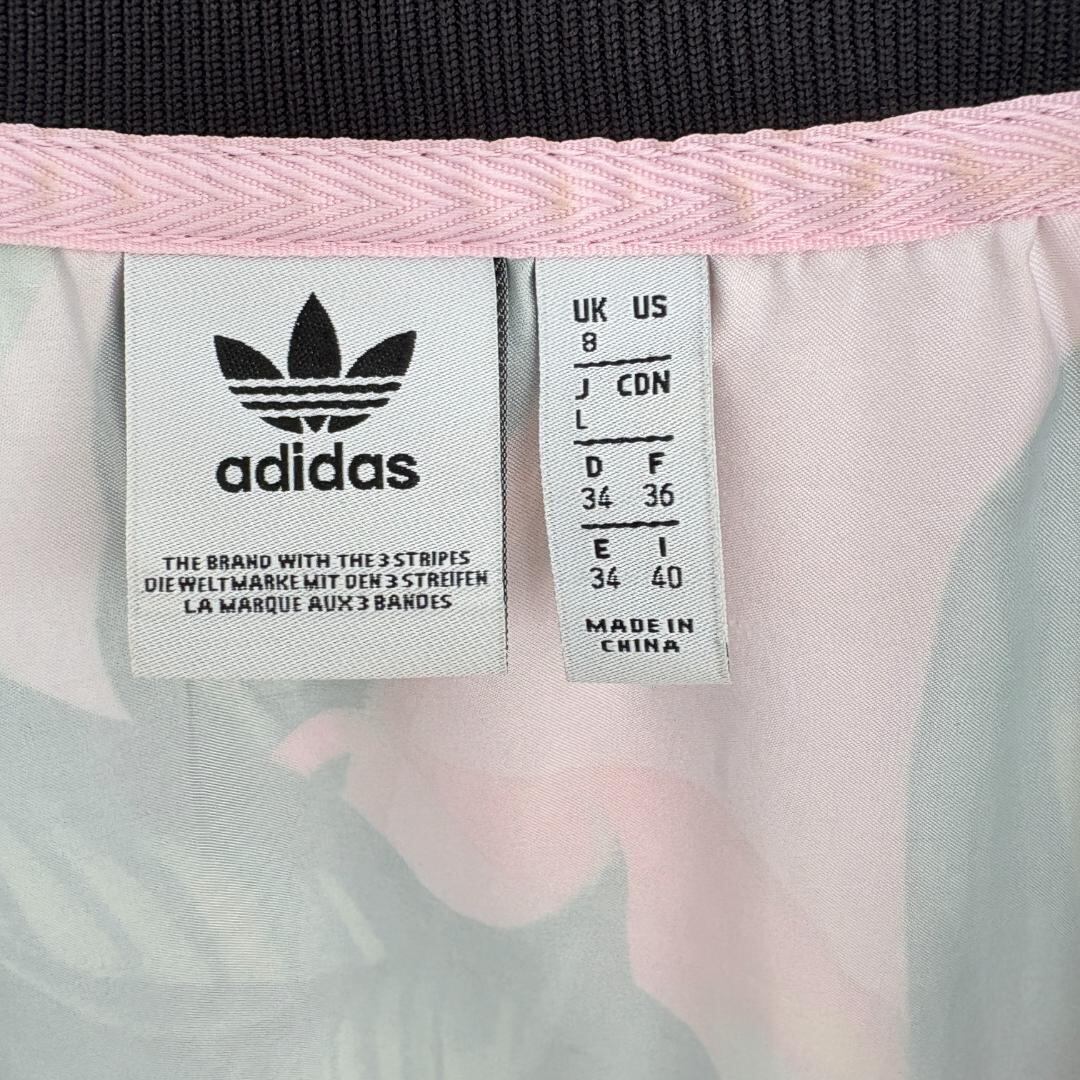 adidas
THE BRAND WITH THE 3 STRIPES
DIE WELTMARKE MIT DEN 3 STREIFEN
LA MARQUE AUX 3 BANDES
UK US
8
J CDN
L
D F
34 36
E I
34 40
MADE IN
CHINA